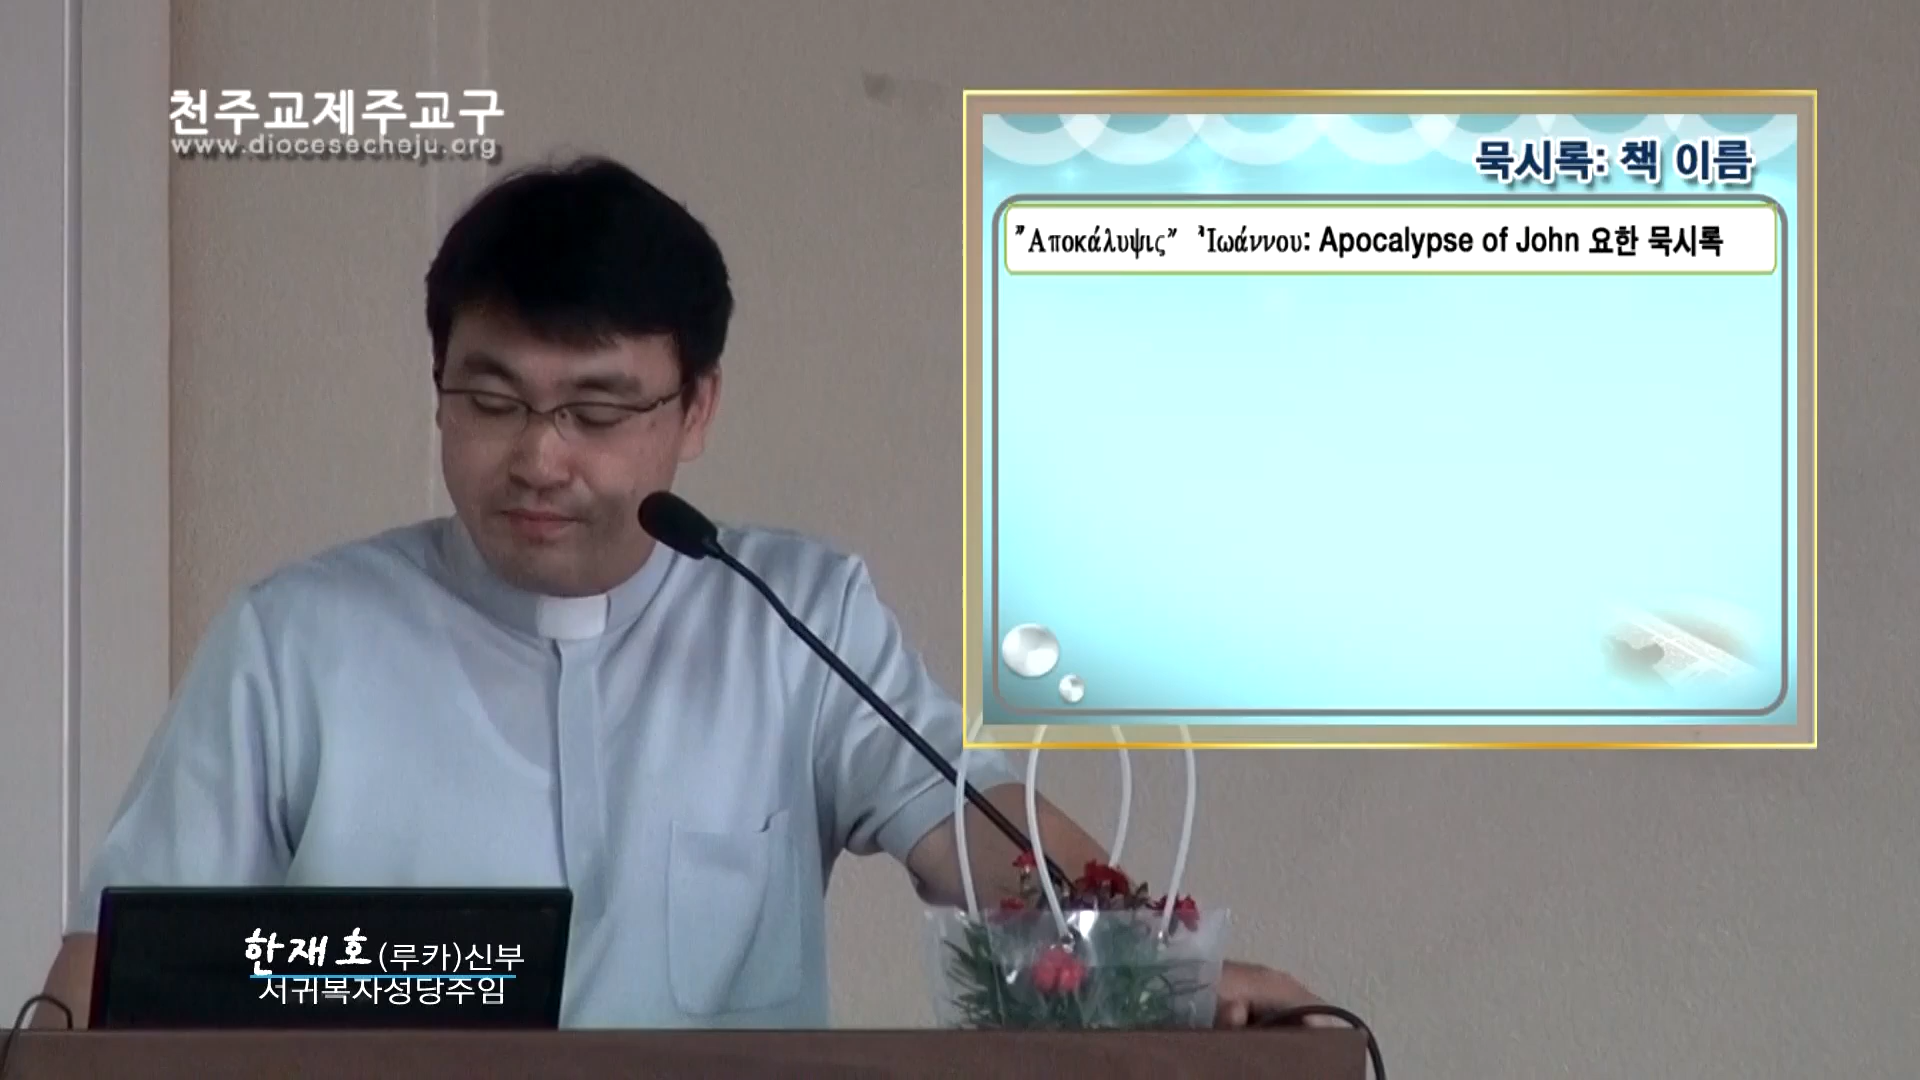 천주교제주교구
www.diocesecheju.org
묵시록: 책 이름
"Αποκάλυψις" Ἰωάννου: Apocalypse of John 요한 묵시록
한재호(루카)신부
서귀복자성당주임